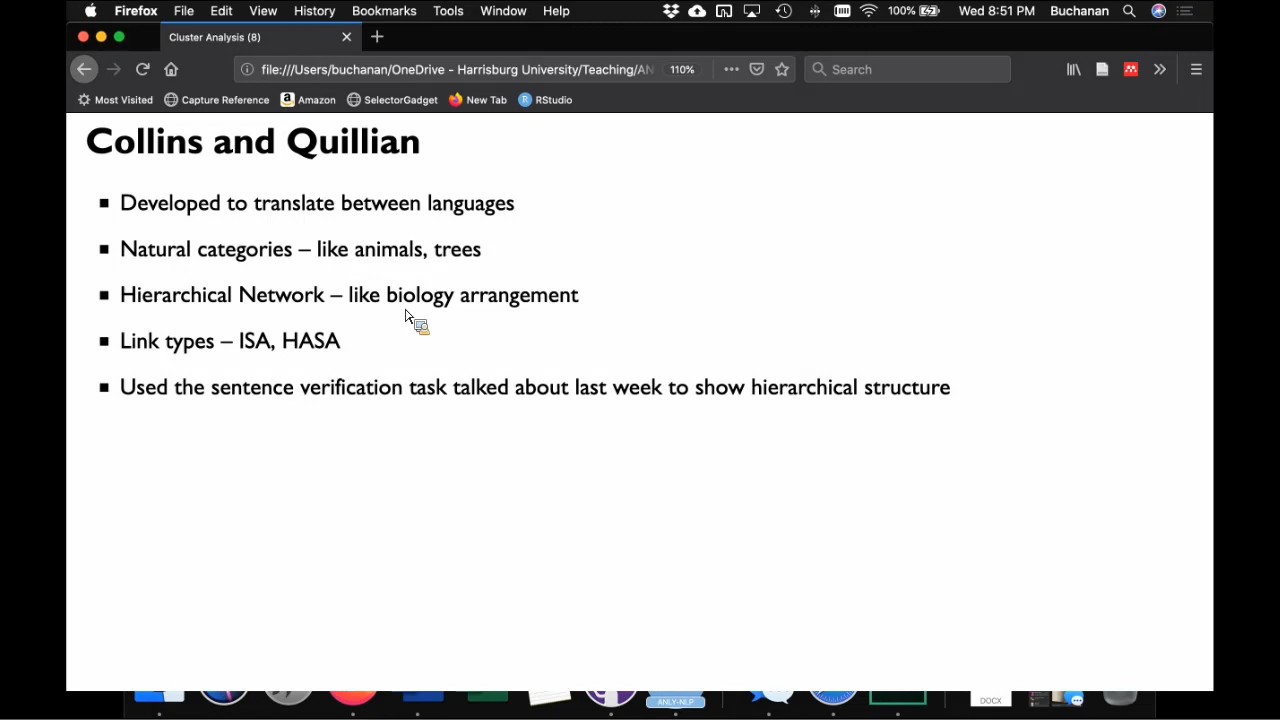 Firefox File Edit View History Bookmarks Tools Window Help 100% Wed 8:51 PM Buchanan
Cluster Analysis (8)
file:///Users/buchanan/OneDrive - Harrisburg University/Teaching/AN 110% Search
Most Visited Capture Reference Amazon SelectorGadget New Tab RStudio
Collins and Quillian
Developed to translate between languages
Natural categories – like animals, trees
Hierarchical Network – like biology arrangement
Link types – ISA, HASA
Used the sentence verification task talked about last week to show hierarchical structure
ANLY-NLP DOCX